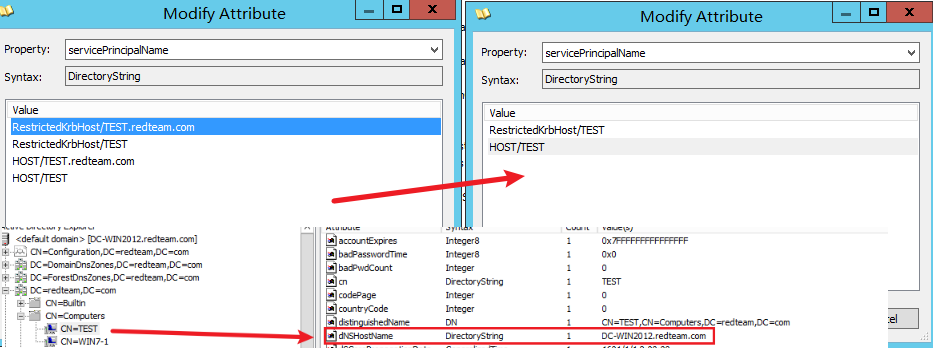 Modify Attribute
Property: servicePrincipalName
Syntax: DirectoryString
Value
RestrictedKrbHost/TEST.redteam.com
RestrictedKrbHost/TEST
HOST/TEST.redteam.com
HOST/TEST
Modify Attribute
Property: servicePrincipalName
Syntax: DirectoryString
Value
RestrictedKrbHost/TEST
HOST/TEST
ctive Directory Explorer
<default domain> [DC-WIN2012.redteam.com]
CN=Configuration,DC=redteam,DC=com
DC=DomainDnsZones,DC=redteam,DC=com
DC=ForestDnsZones,DC=redteam,DC=com
DC=redteam,DC=com
CN=Builtin
CN=Computers
CN=TEST
CN=WIN7-1
Attribute Syntax Count Value(s)
accountExpires Integer8 1 0x7FFFFFFFFFFFFFFF
badPasswordTime Integer8 1 0x0
badPwdCount Integer 1 0
cn DirectoryString 1 TEST
codePage Integer 1 0
countryCode Integer 1 0
distinguishedName DN 1 CN=TEST,CN=Computers,DC=redteam,DC=com
dNSHostName DirectoryString 1 DC-WIN2012.redteam.com
cel